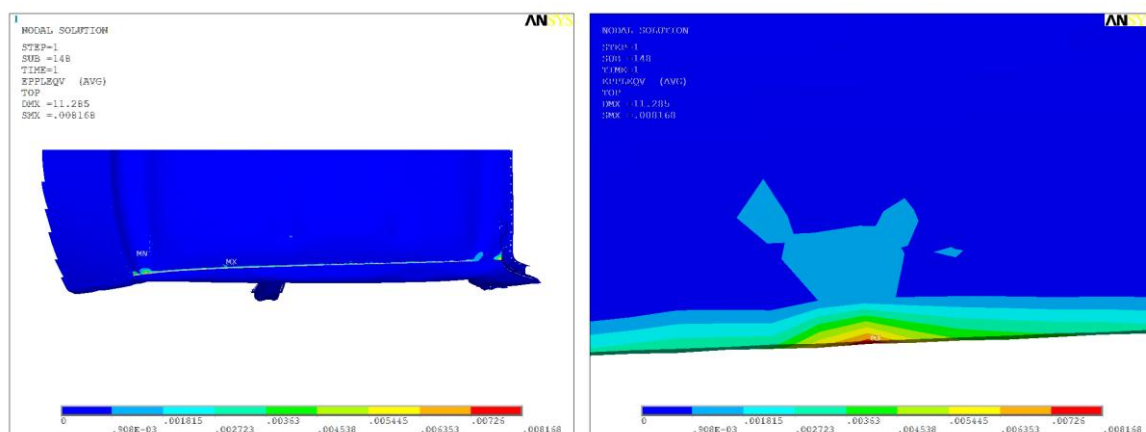 ANSYS
NODAL SOLUTION
STEP=1
SUB =148
TIME=1
EPPLEQV (AVG)
TOP
DMX =11.285
SMX =.008168
MN
MX
0 .001815 .00363 .005445 .00726
.908E-03 .002723 .004538 .006353 .008168
ANSYS
NODAL SOLUTION
STEP=1
SUB =148
TIME=1
EPPLEQV (AVG)
TOP
DMX =11.285
SMX =.008168
0 .001815 .00363 .005445 .00726
.908E-03 .002723 .004538 .006353 .008168